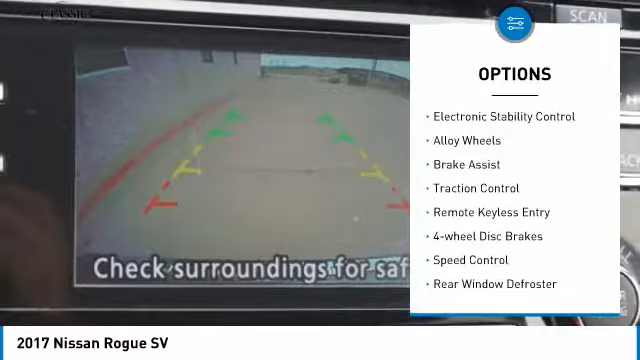 CLASSIC
SCAN
OPTIONS
Electronic Stability Control
Alloy Wheels
Brake Assist
Traction Control
Remote Keyless Entry
4-wheel Disc Brakes
Speed Control
Rear Window Defroster
Check surroundings for saf
2017 Nissan Rogue SV